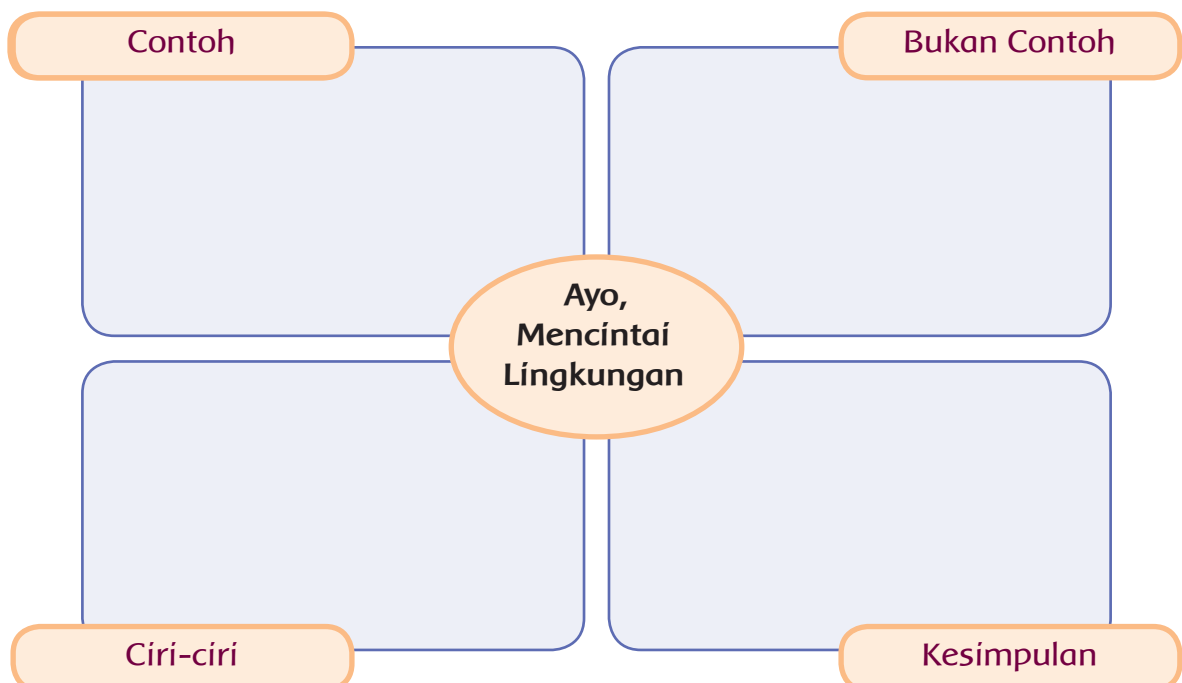 Contoh
Bukan Contoh
Ayo,
Mencintai
Lingkungan
Ciri-ciri
Kesimpulan